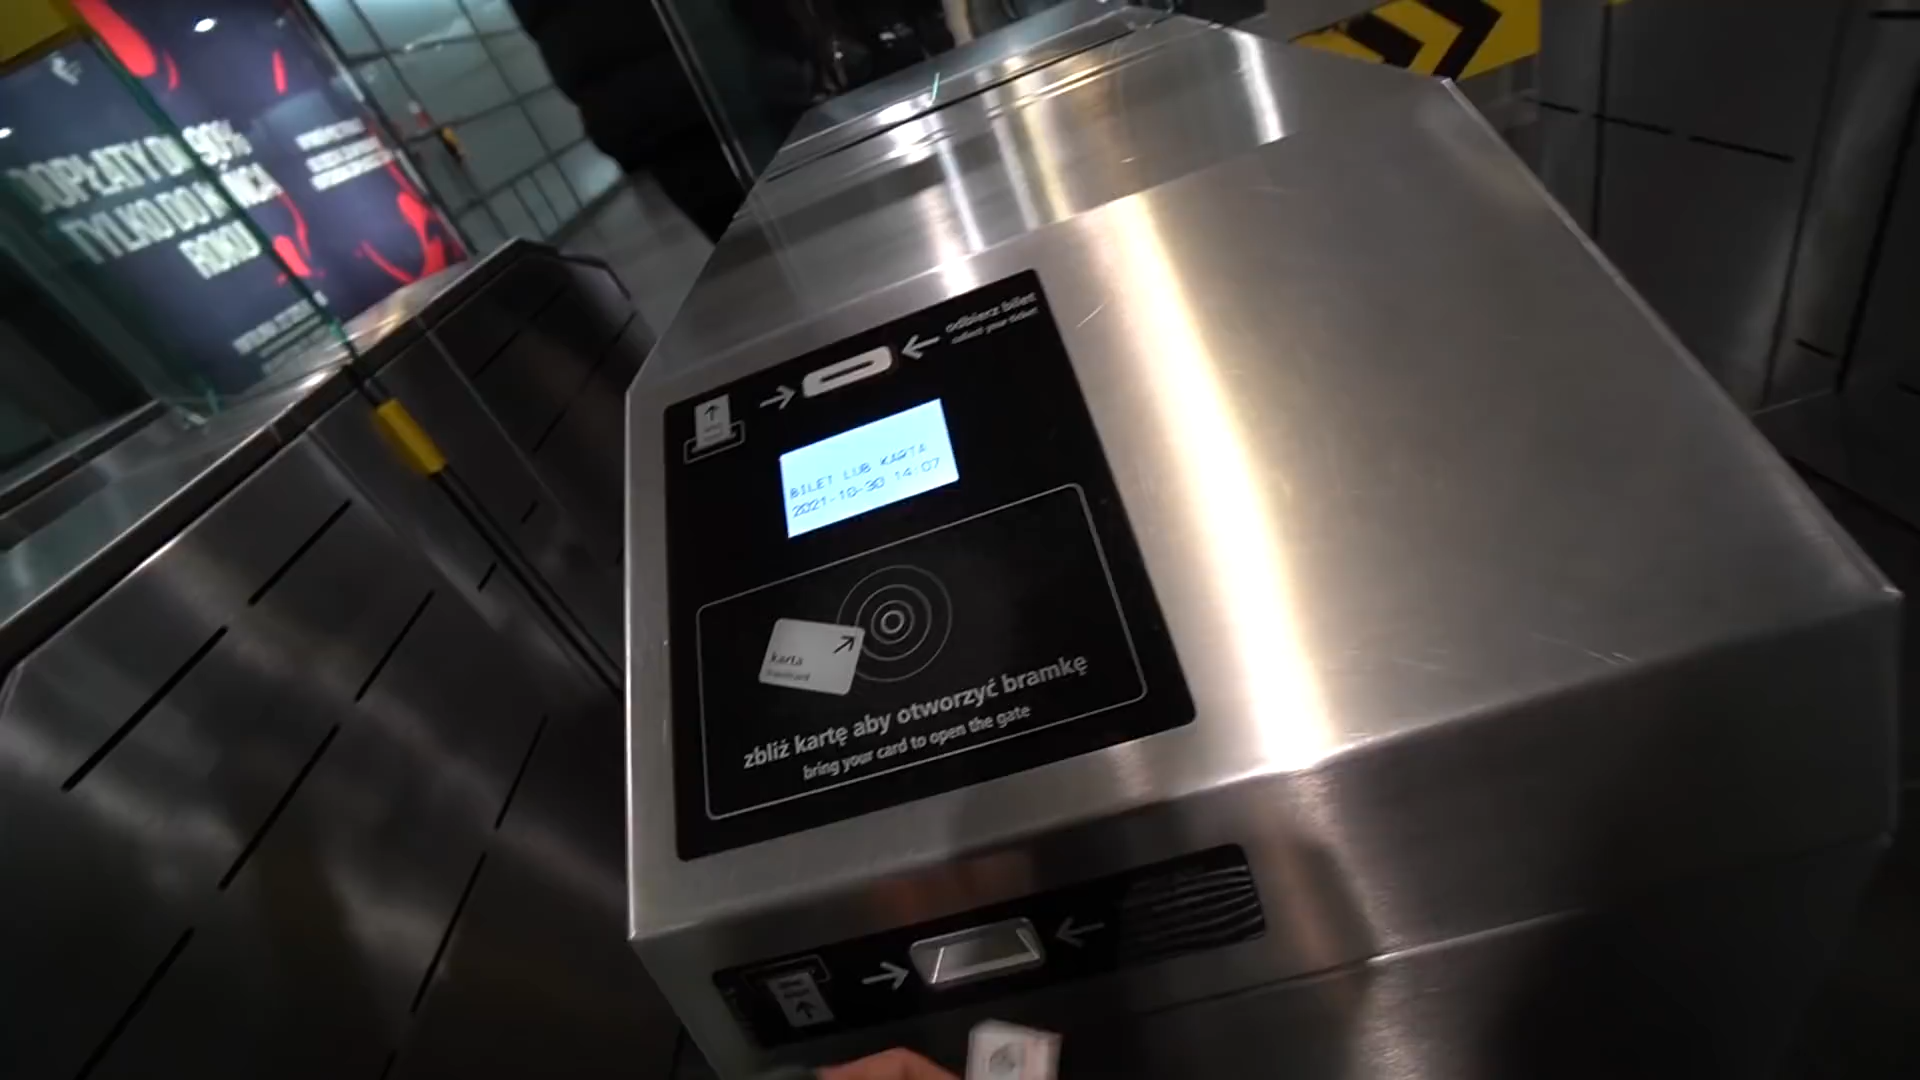 DOPŁATY DO 90%
TYLKO DO KOŃCA
ROKU
odbierz bilet
collect your ticket
BILET LUB KARTA
2021-10-30 14:07
karta
zbliż kartę aby otworzyć bramkę
bring your card to open the gate